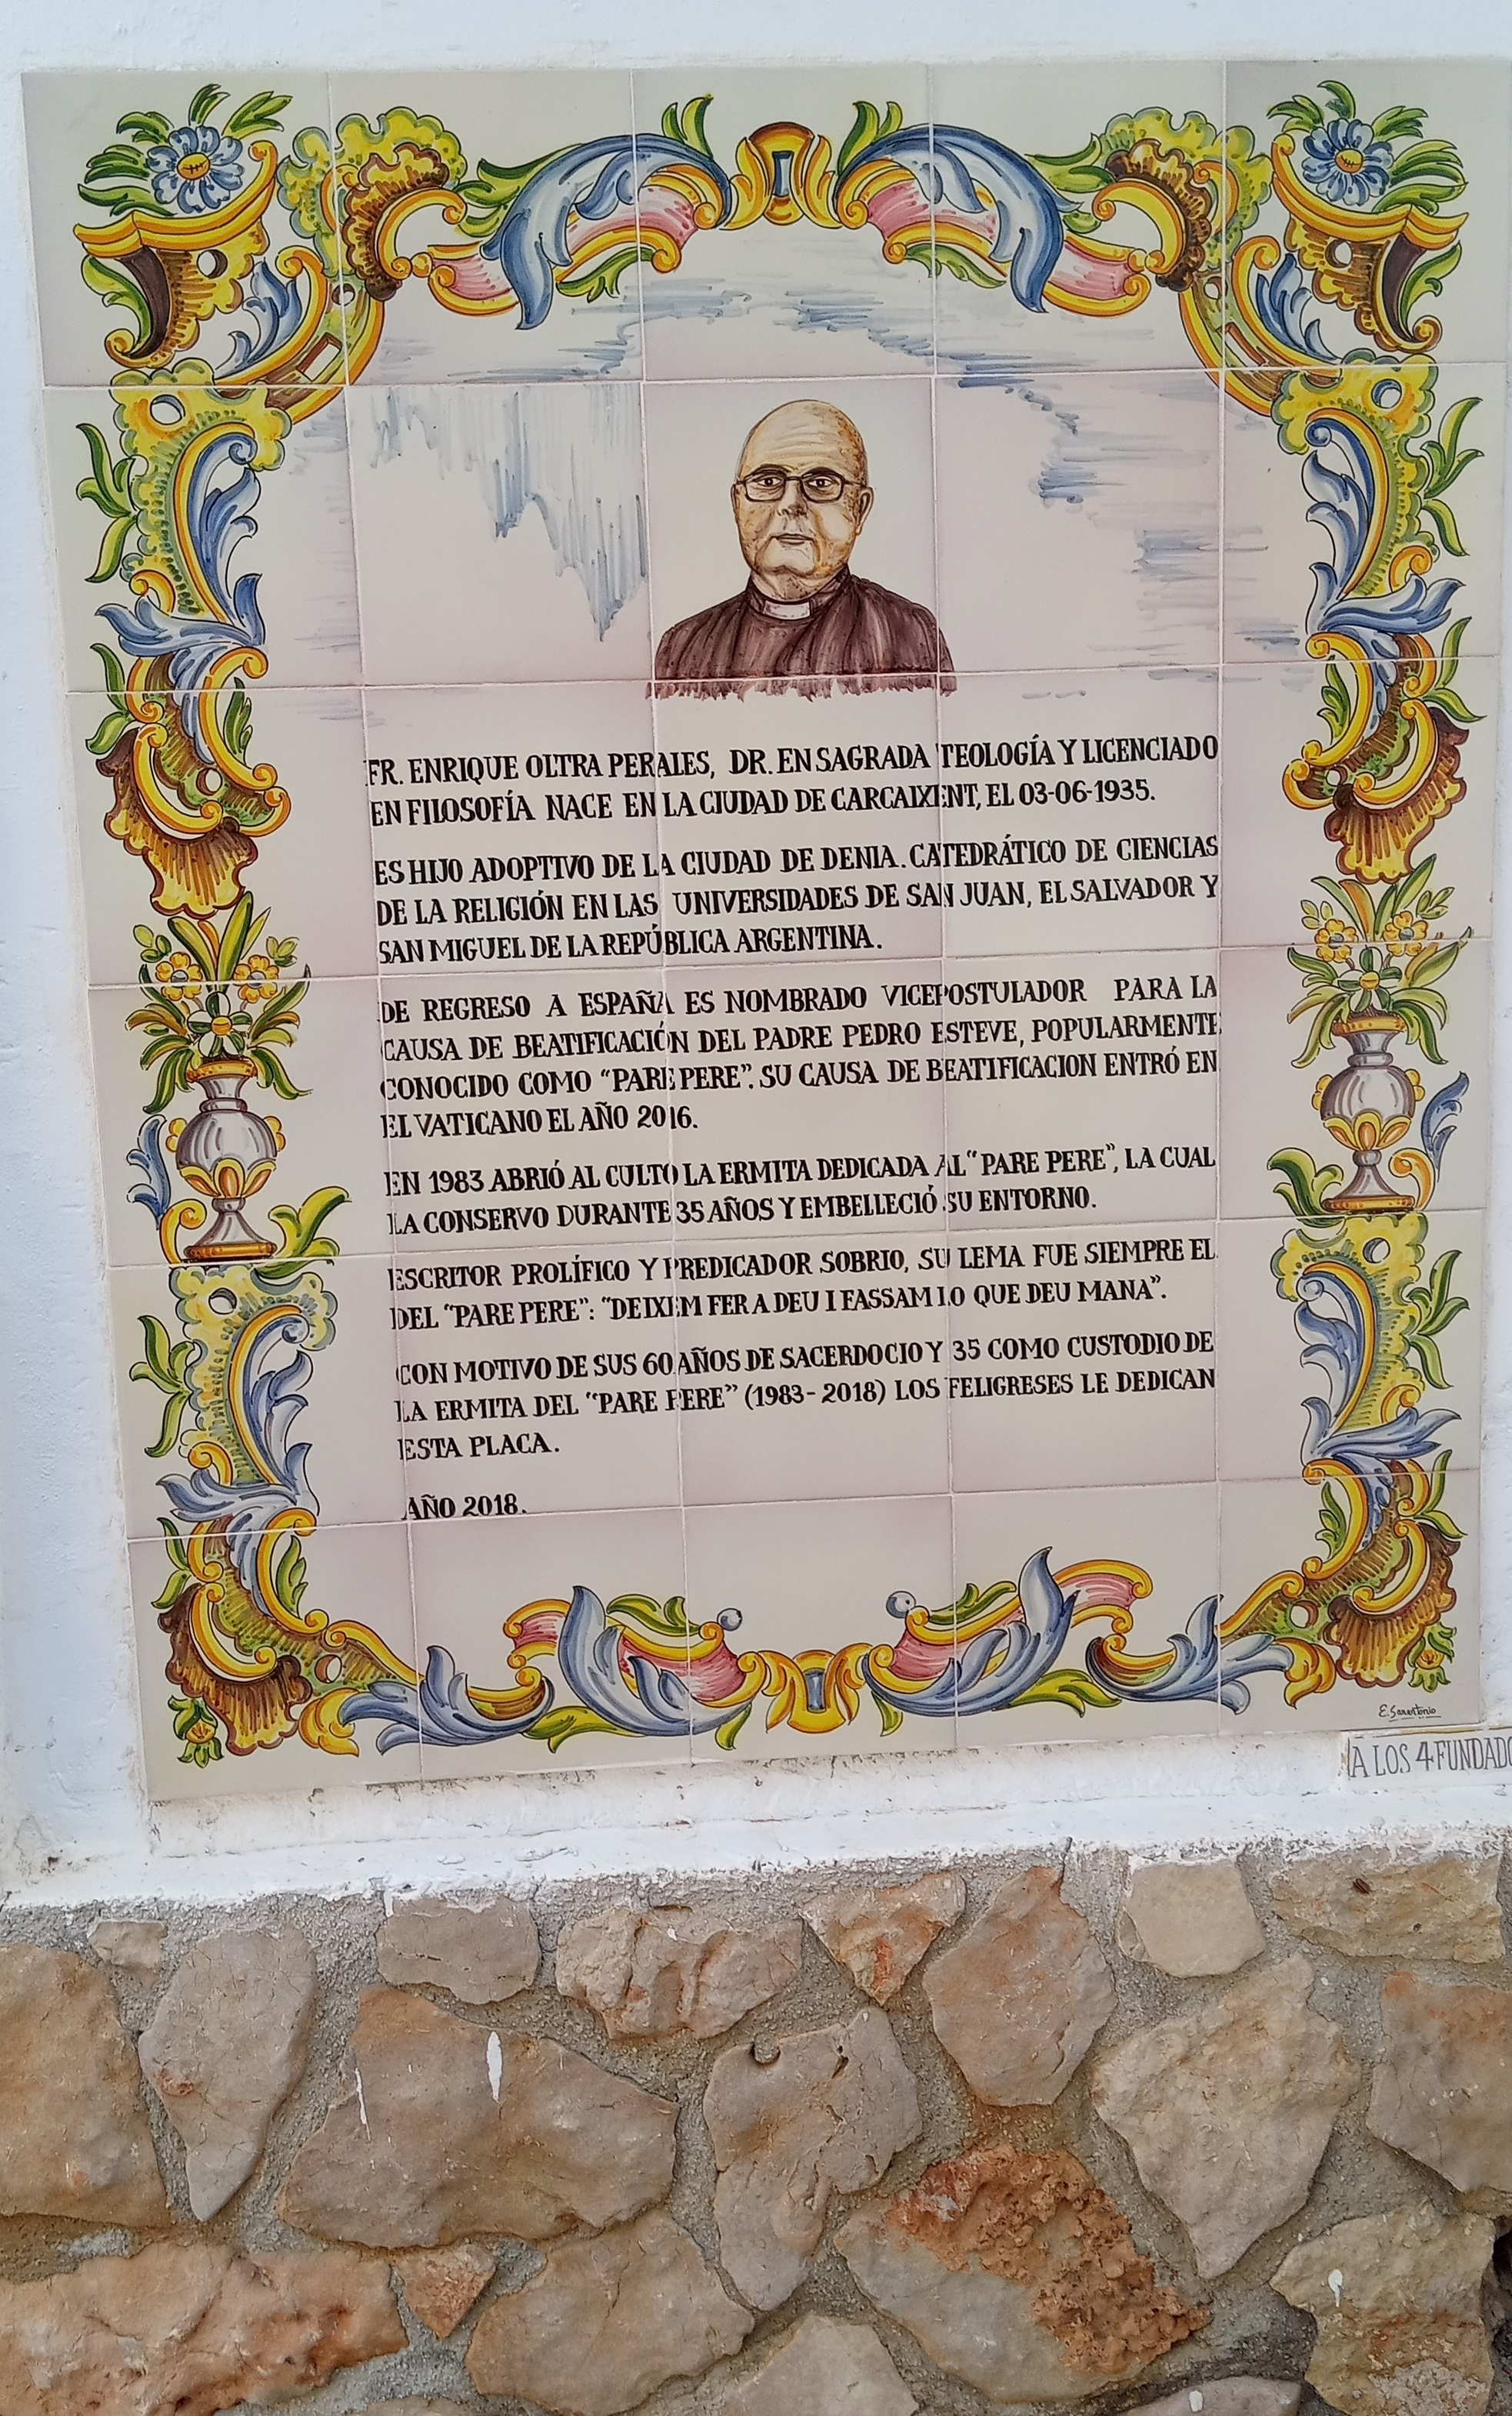 FR. ENRIQUE OLTRA PERALES, DR. EN SAGRADA TEOLOGÍA Y LICENCIADO
EN FILOSOFÍA NACE EN LA CIUDAD DE CARCAIXENT, EL 03-06-1935.
ES HIJO ADOPTIVO DE LA CIUDAD DE DENIA. CATEDRÁTICO DE CIENCIAS
DE LA RELIGIÓN EN LAS UNIVERSIDADES DE SAN JUAN, EL SALVADOR Y
SAN MIGUEL DE LA REPÚBLICA ARGENTINA.
DE REGRESO A ESPAÑA ES NOMBRADO VICEPOSTULADOR PARA LA
CAUSA DE BEATIFICACIÓN DEL PADRE PEDRO ESTEVE, POPULARMENTE
CONOCIDO COMO "PARE PERE". SU CAUSA DE BEATIFICACION ENTRÓ EN
EL VATICANO EL AÑO 2016.
EN 1983 ABRIÓ AL CULTO LA ERMITA DEDICADA AL "PARE PERE", LA CUAL
LA CONSERVO DURANTE 35 AÑOS Y EMBELLECIÓ SU ENTORNO.
ESCRITOR PROLÍFICO Y PREDICADOR SOBRIO, SU LEMA FUE SIEMPRE EL
DEL "PARE PERE": "DEIXEM FER A DEU I FASSAM LO QUE DEU MANA".
CON MOTIVO DE SUS 60 AÑOS DE SACERDOCIO Y 35 COMO CUSTODIO DE
LA ERMITA DEL "PARE PERE" (1983-2018) LOS FELIGRESES LE DEDICAN
ESTA PLACA.
AÑO 2018.
A LOS 4 FUNDADO